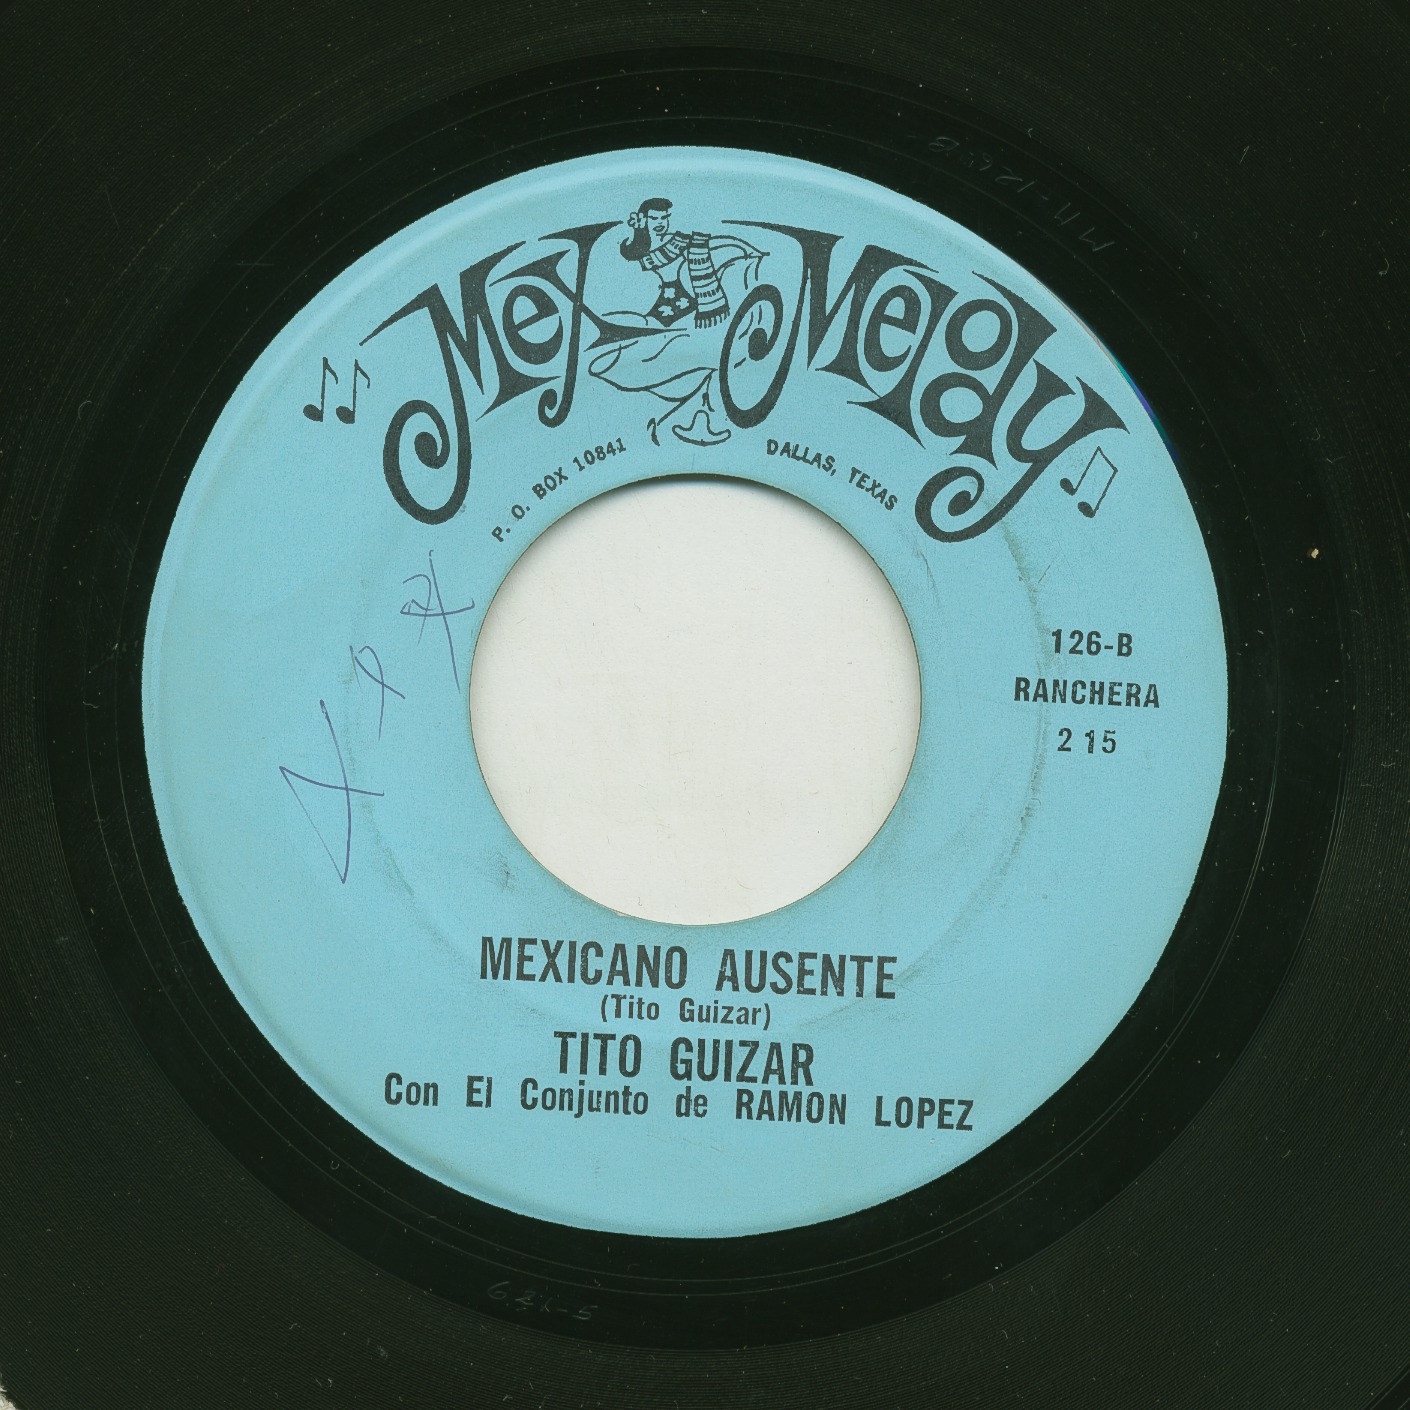 Mex Melody
P. O. BOX 10841 DALLAS, TEXAS
126-B
RANCHERA
2 15
MEXICANO AUSENTE
(Tito Guizar)
TITO GUIZAR
Con El Conjunto de RAMON LOPEZ